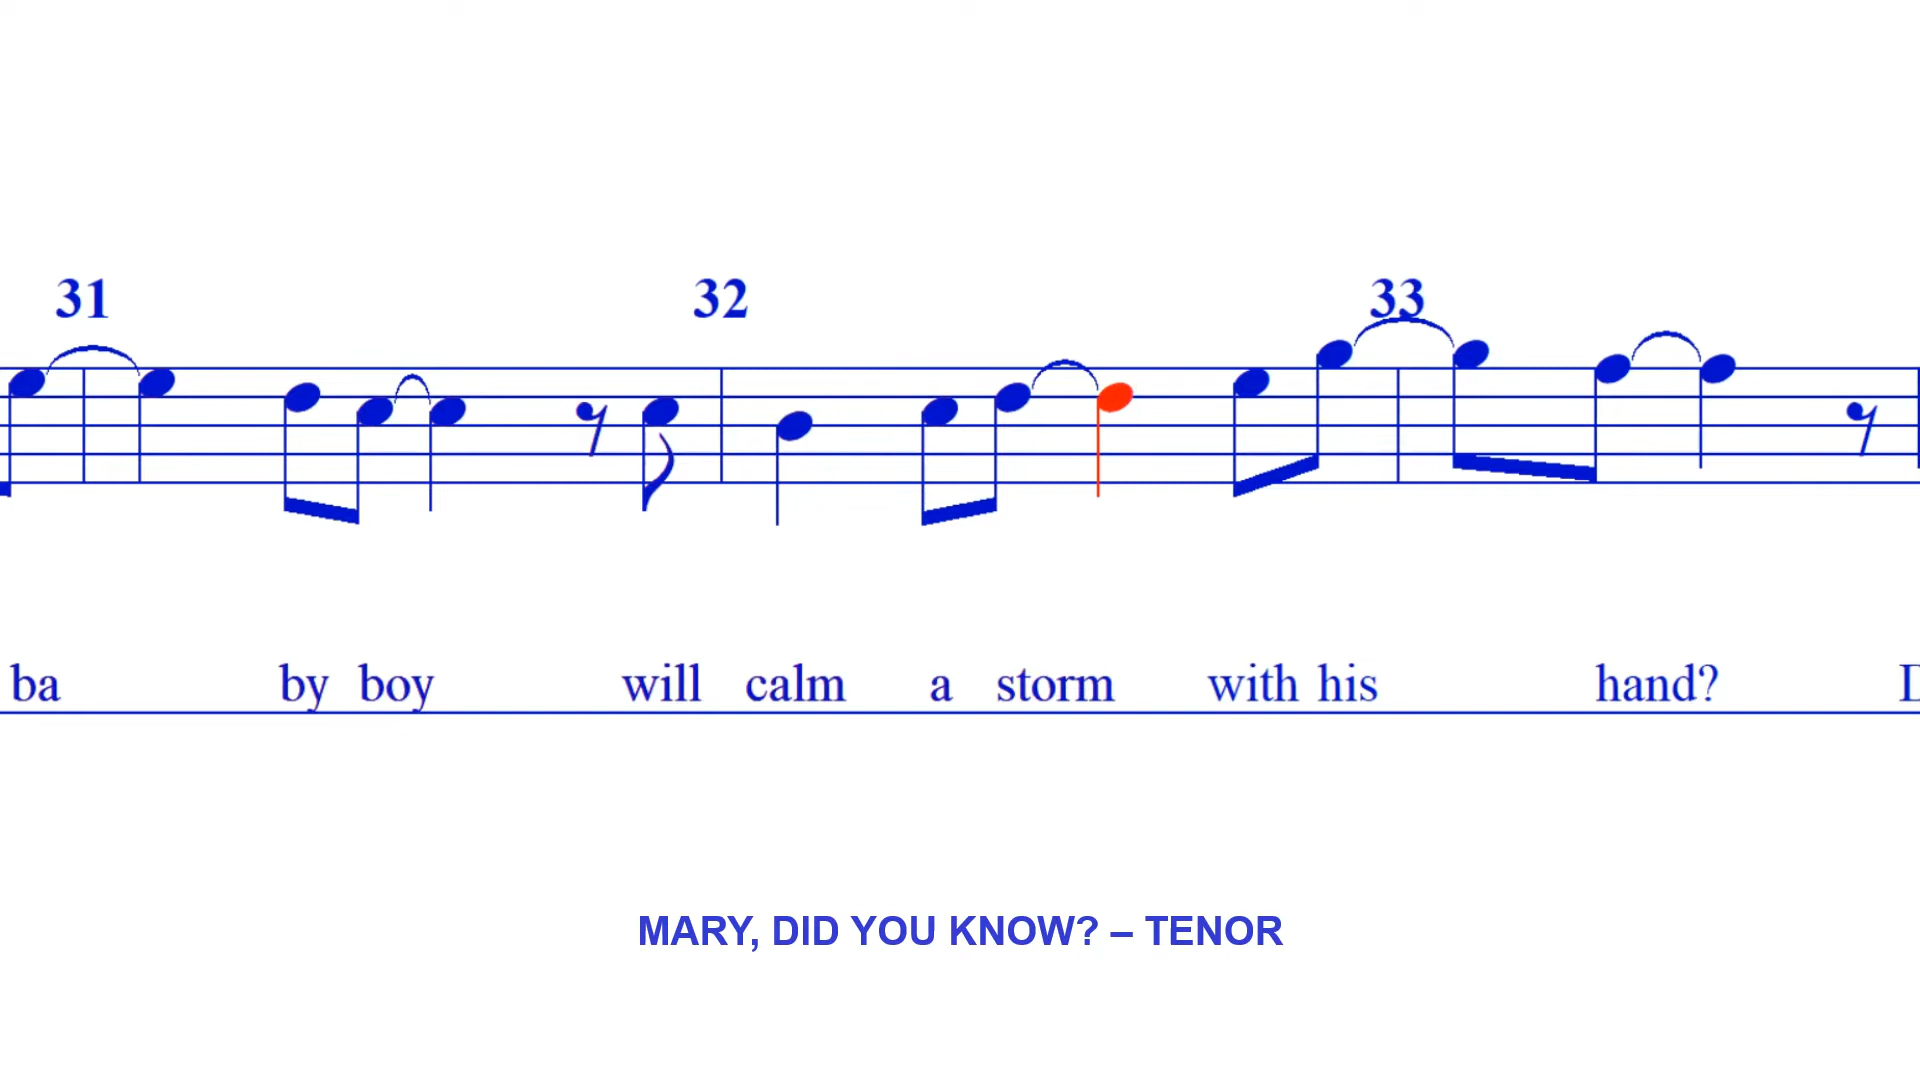 31 32 33
ba by boy will calm a storm with his hand?
MARY, DID YOU KNOW? – TENOR